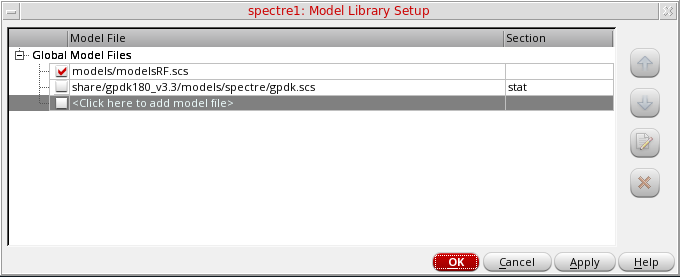 spectre1: Model Library Setup
Model File Section
Global Model Files
models/modelsRF.scs
share/gpdk180_v3.3/models/spectre/gpdk.scs stat
<Click here to add model file>
OK Cancel Apply Help